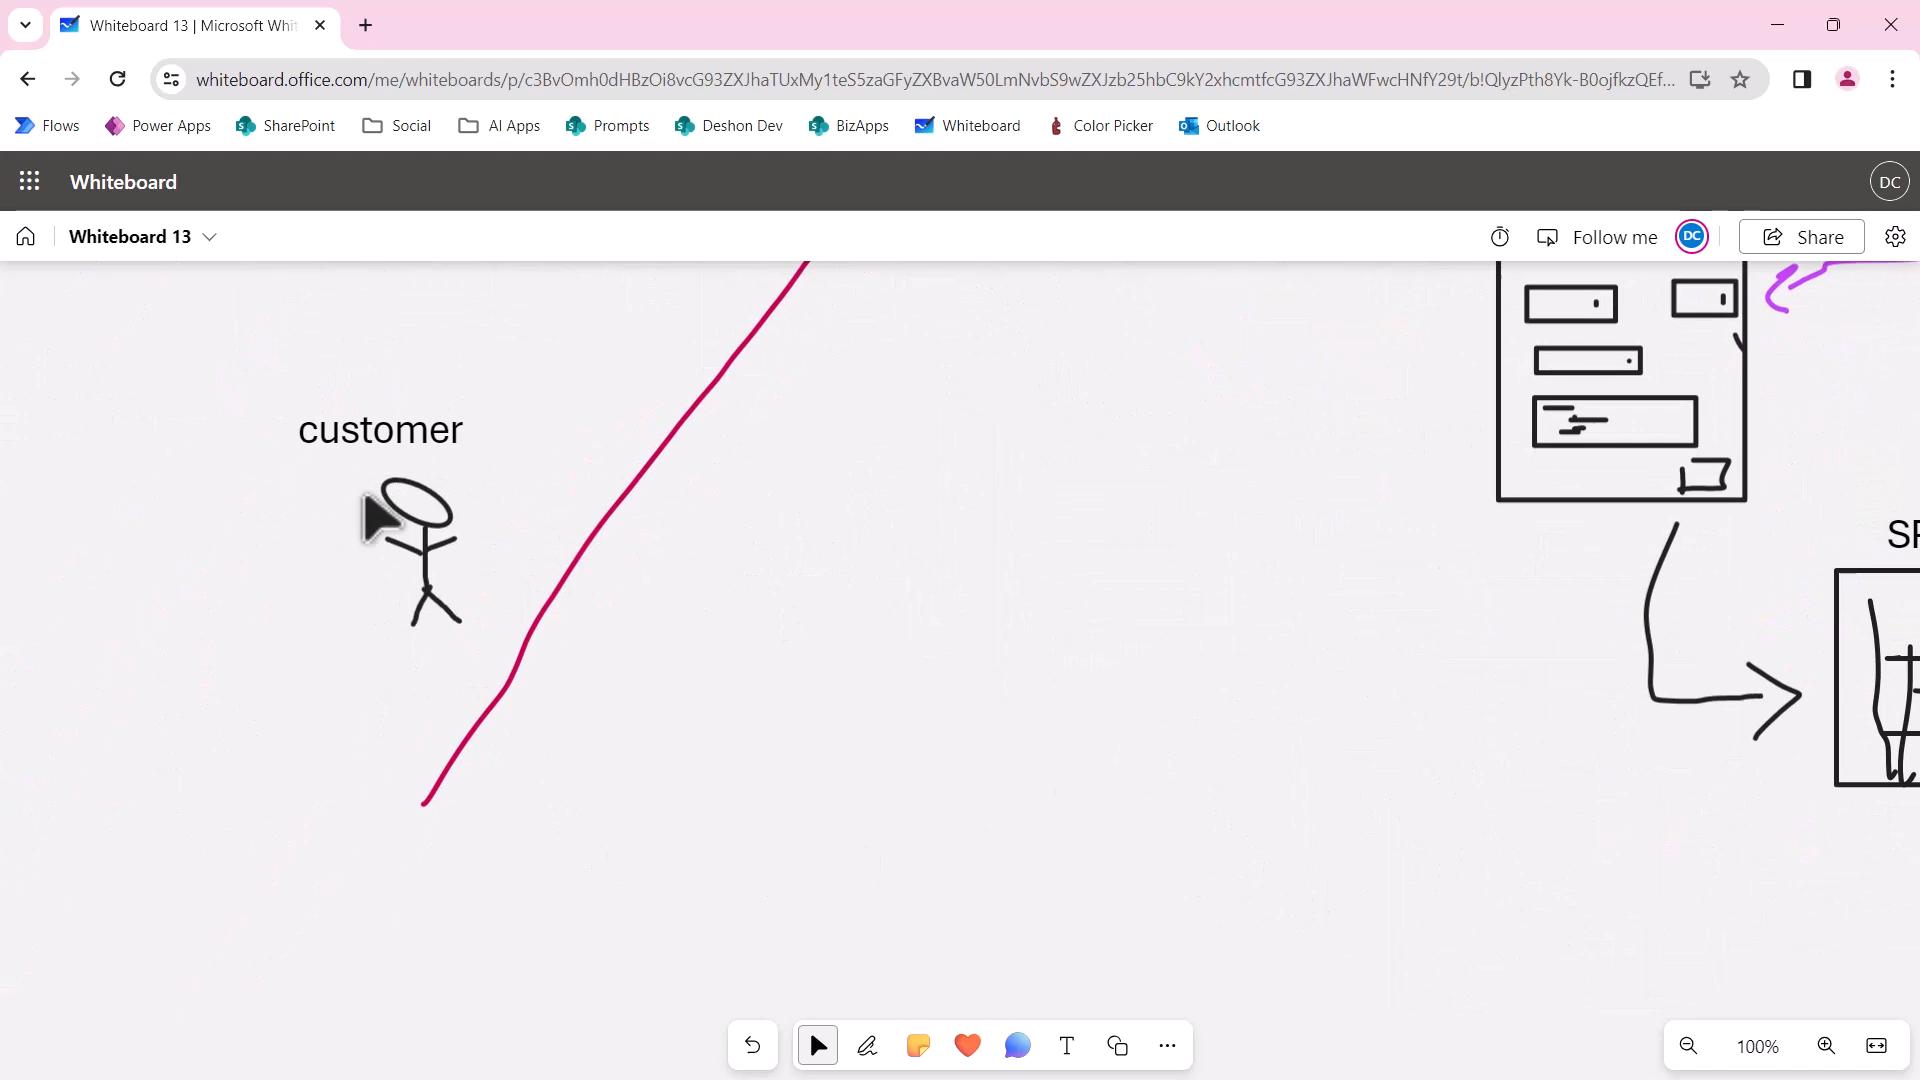 Whiteboard 13 | Microsoft Whit
whiteboard.office.com/me/whiteboards/p/c3BvOmh0dHBzOi8vcG93ZXJhaTUxMy1teS5zaGFyZXBvaW50LmNvbS9wZXJzb25hbC9kY2xhcmtfcG93ZXJhaWFwcHNfY29t/b!QlyzPth8Yk-B0ojfkzQEf...
Flows Power Apps SharePoint Social AI Apps Prompts Deshon Dev BizApps Whiteboard Color Picker Outlook
Whiteboard DC
Whiteboard 13 Follow me DC Share
customer
100%